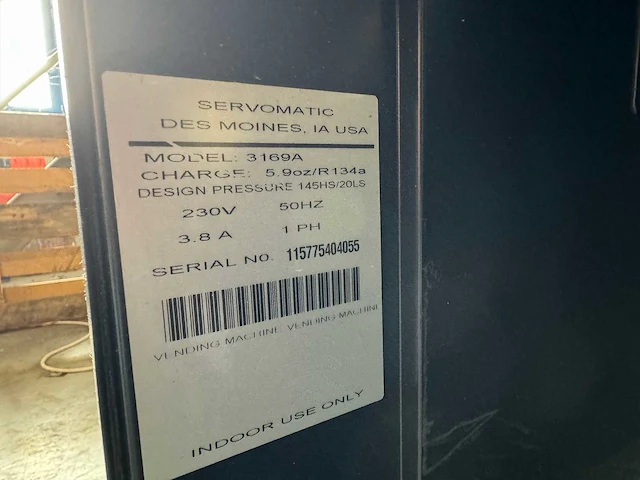 SERVOMATIC
DES MOINES, IA USA
MODEL: 3169A
CHARGE: 5.9oz/R134a
DESIGN PRESSURE 145HS/20LS
230V 50HZ
3.8 A 1 PH
SERIAL NO. 115775404055
VENDING MACHINE VENDING MACHINE
INDOOR USE ONLY